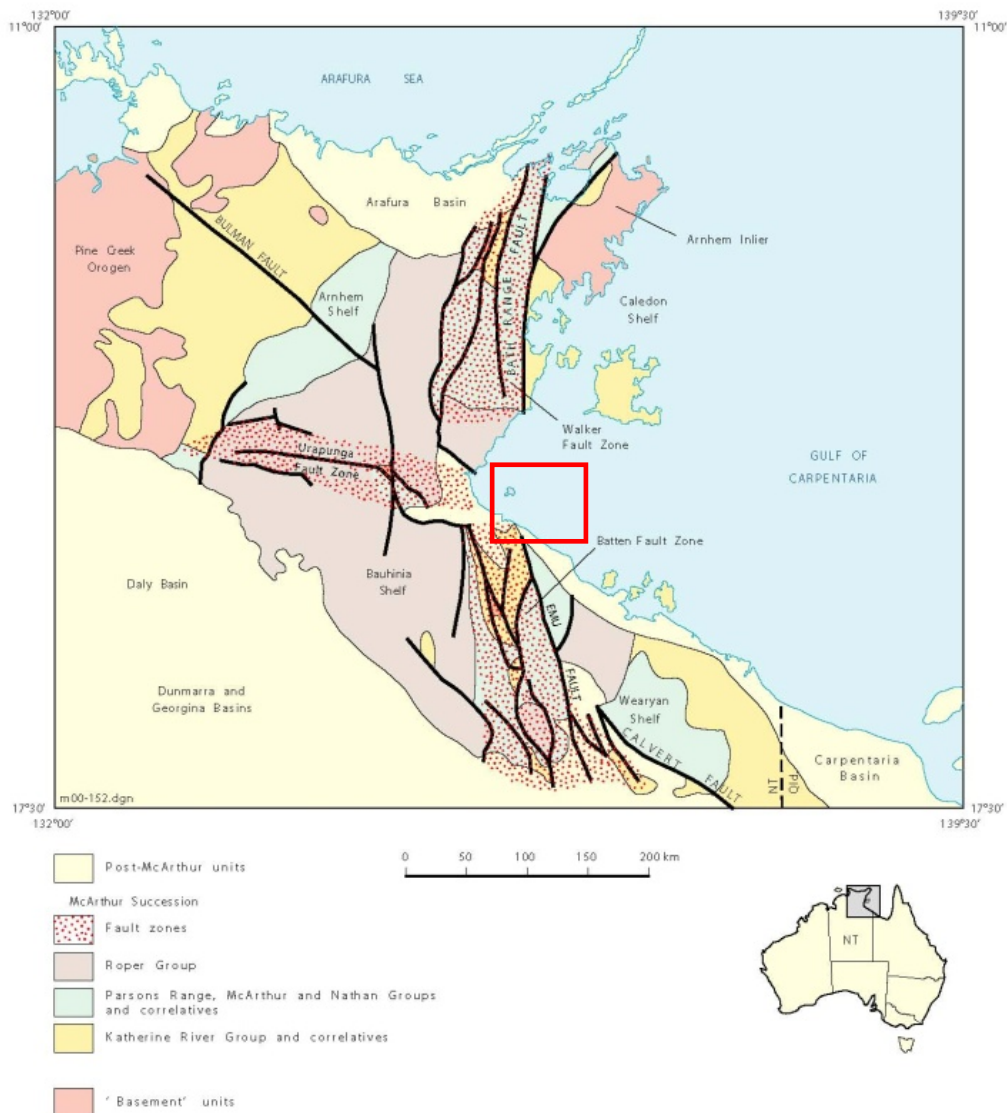 132°00'
139°30'
11°00'
11°00'
ARAFURA SEA
Arafura Basin
Arnhem Inlier
BULMAN FAULT
Pine Creek
Orogen
Arnhem
Shelf
BATH RANGE FAULT
Caledon
Shelf
Walker
Fault Zone
Urapunga
Fault Zone
GULF OF
CARPENTARIA
Batten Fault Zone
Bauhinia
Shelf
Daly Basin
EMU
FAULT
Dunmarra and
Georgina Basins
Wearyan
Shelf
CALVERT FAULT
Carpentaria
Basin
NT
QLD
m00-152.dgn
17°30'
17°30'
132°00'
139°30'
0 50 100 150 200 km
Post-McArthur units
McArthur Succession
Fault zones
Roper Group
Parsons Range, McArthur and Nathan Groups
and correlatives
Katherine River Group and correlatives
'Basement' units
NT